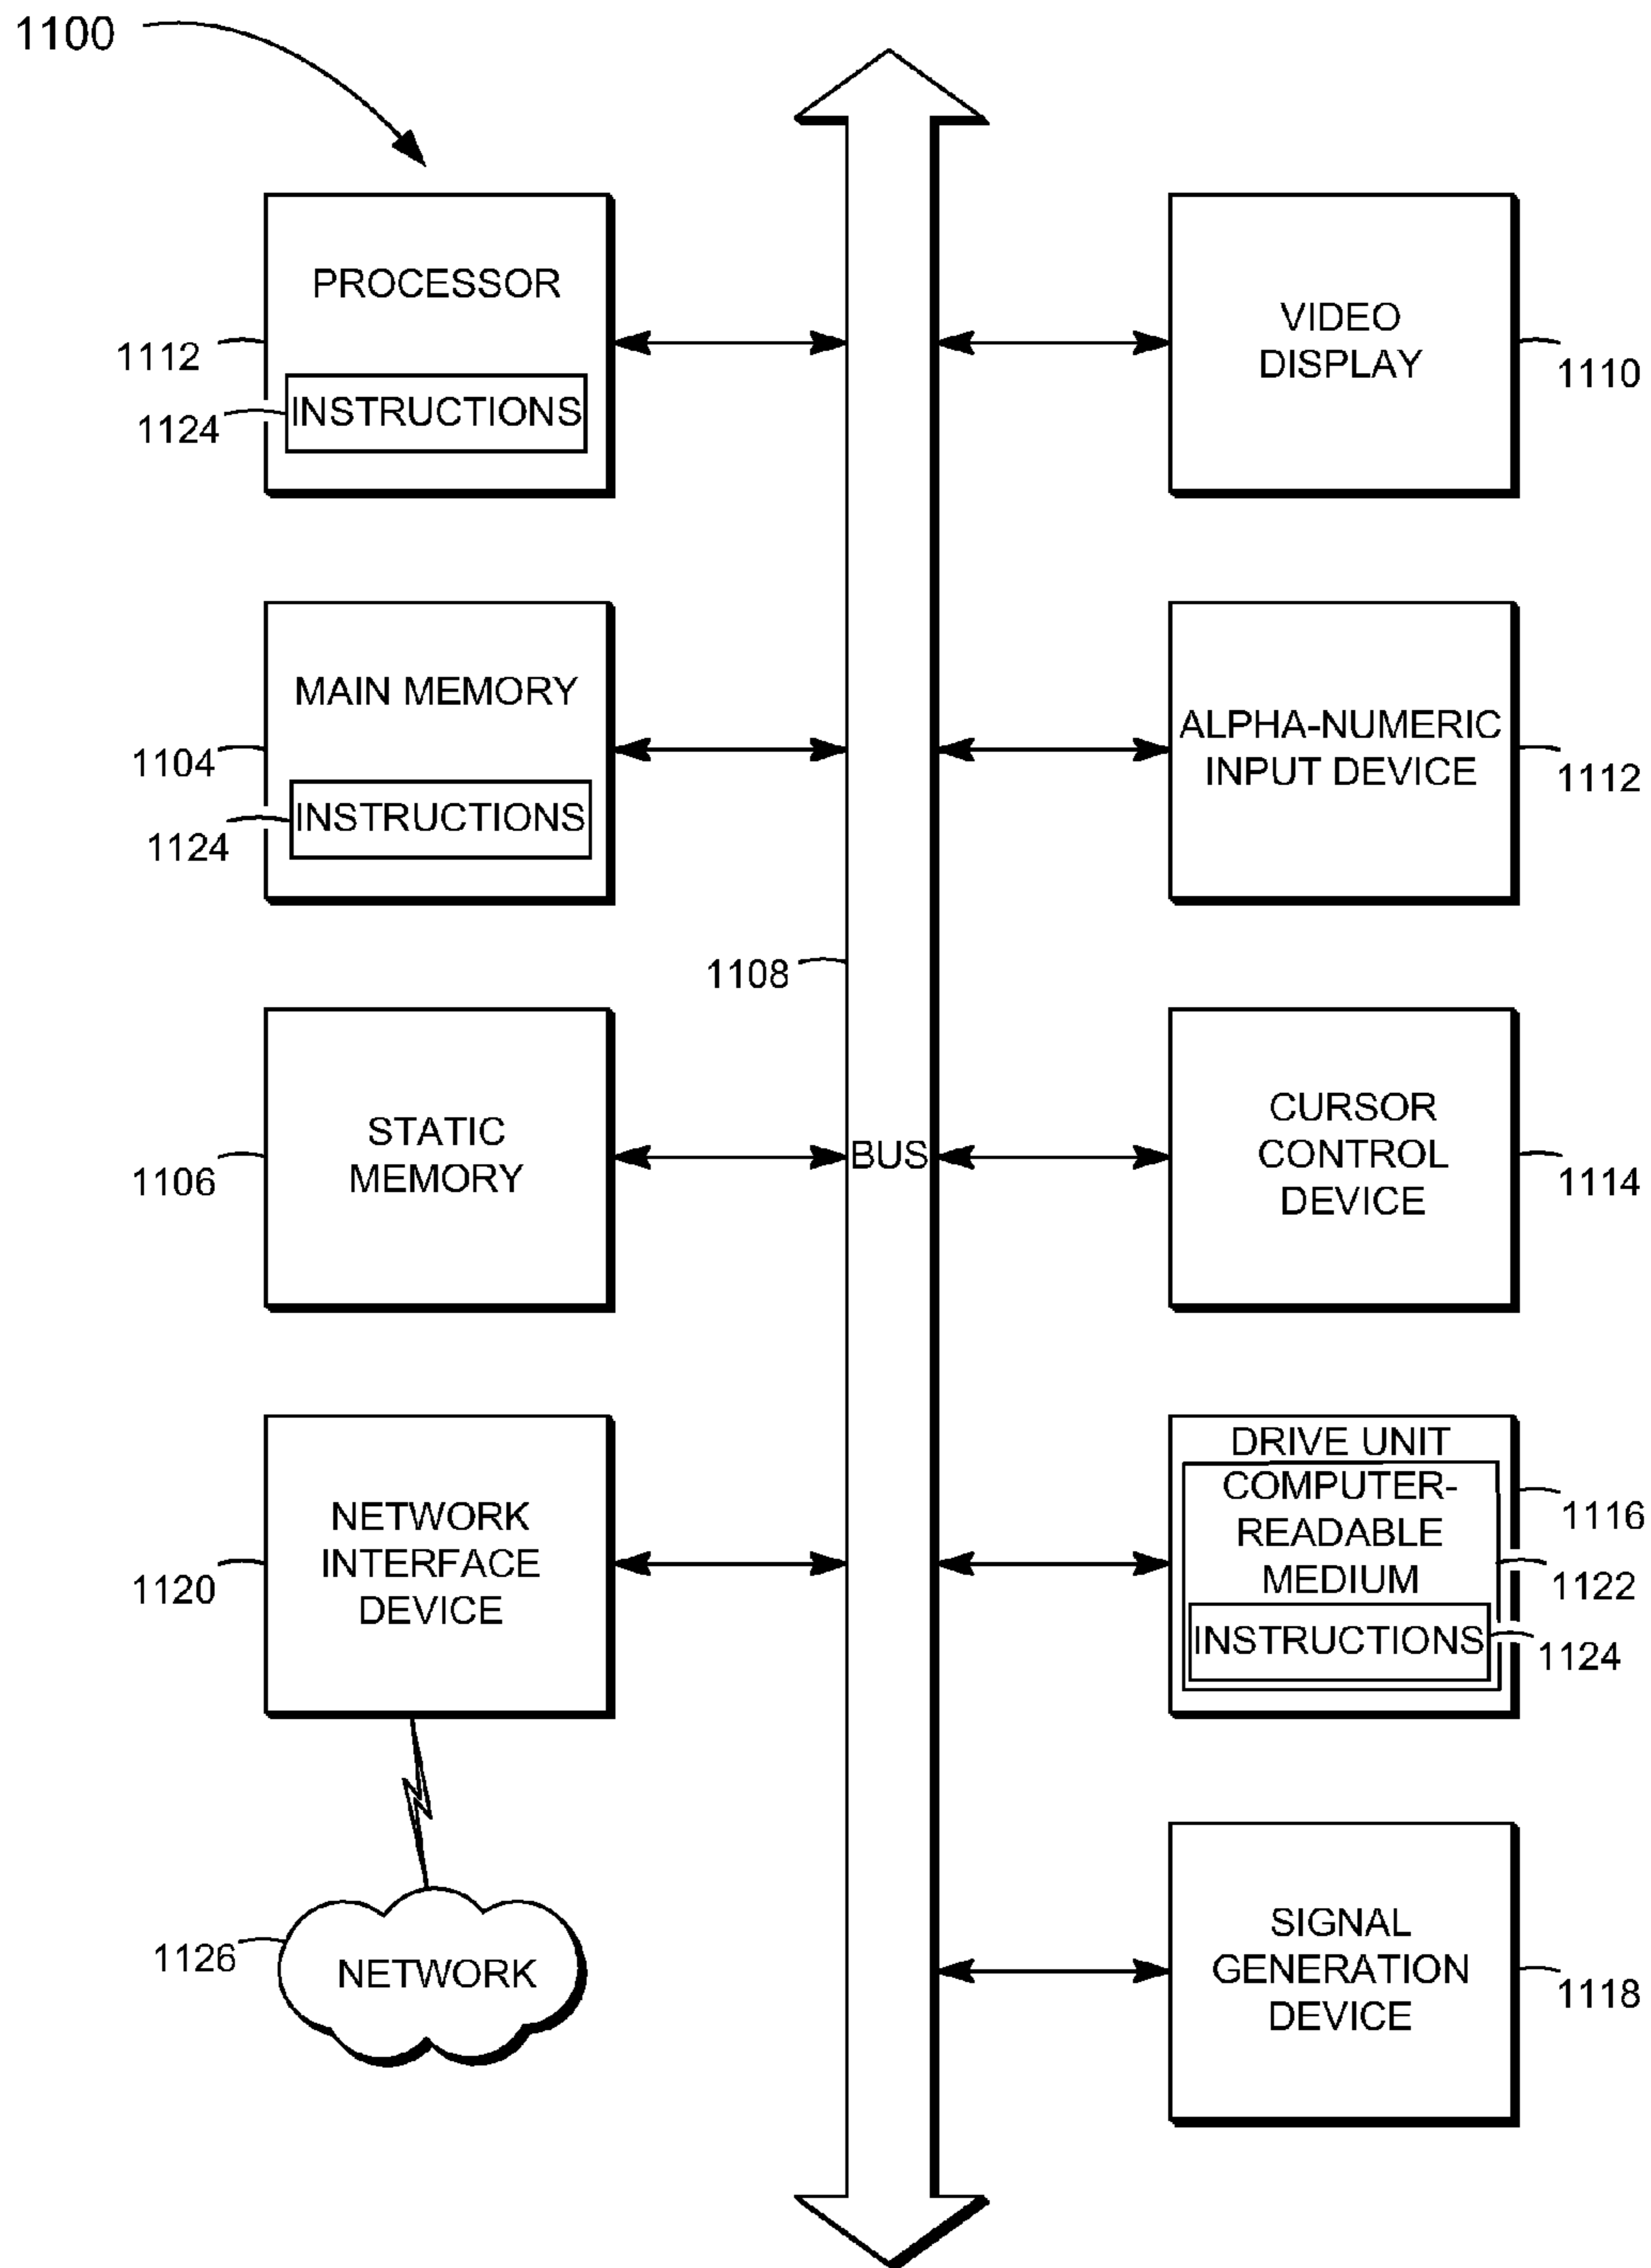 1100
PROCESSOR
1112
INSTRUCTIONS
1124
MAIN MEMORY
1104
INSTRUCTIONS
1124
1108
STATIC
MEMORY
1106
BUS
NETWORK
INTERFACE
DEVICE
1120
1126
NETWORK
VIDEO
DISPLAY
1110
ALPHA-NUMERIC
INPUT DEVICE
1112
CURSOR
CONTROL
DEVICE
1114
DRIVE UNIT
COMPUTER-
READABLE
MEDIUM
1116
1122
INSTRUCTIONS
1124
SIGNAL
GENERATION
DEVICE
1118